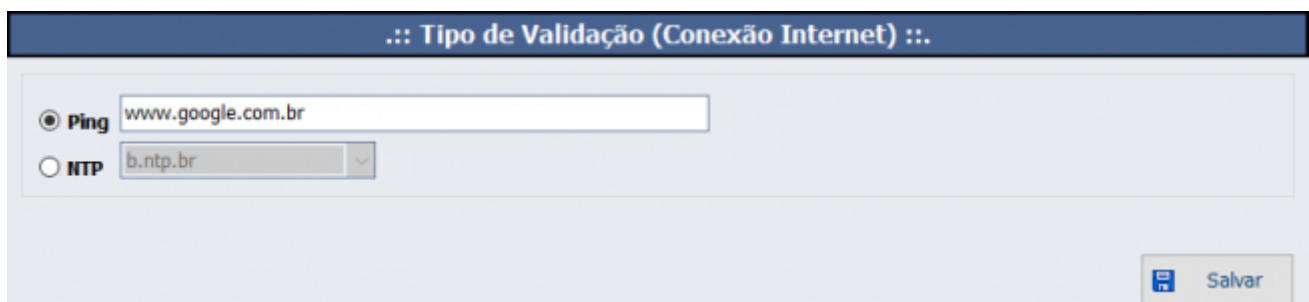 .:: Tipo de Validação (Conexão Internet) ::.
Ping www.google.com.br
NTP b.ntp.br
Salvar